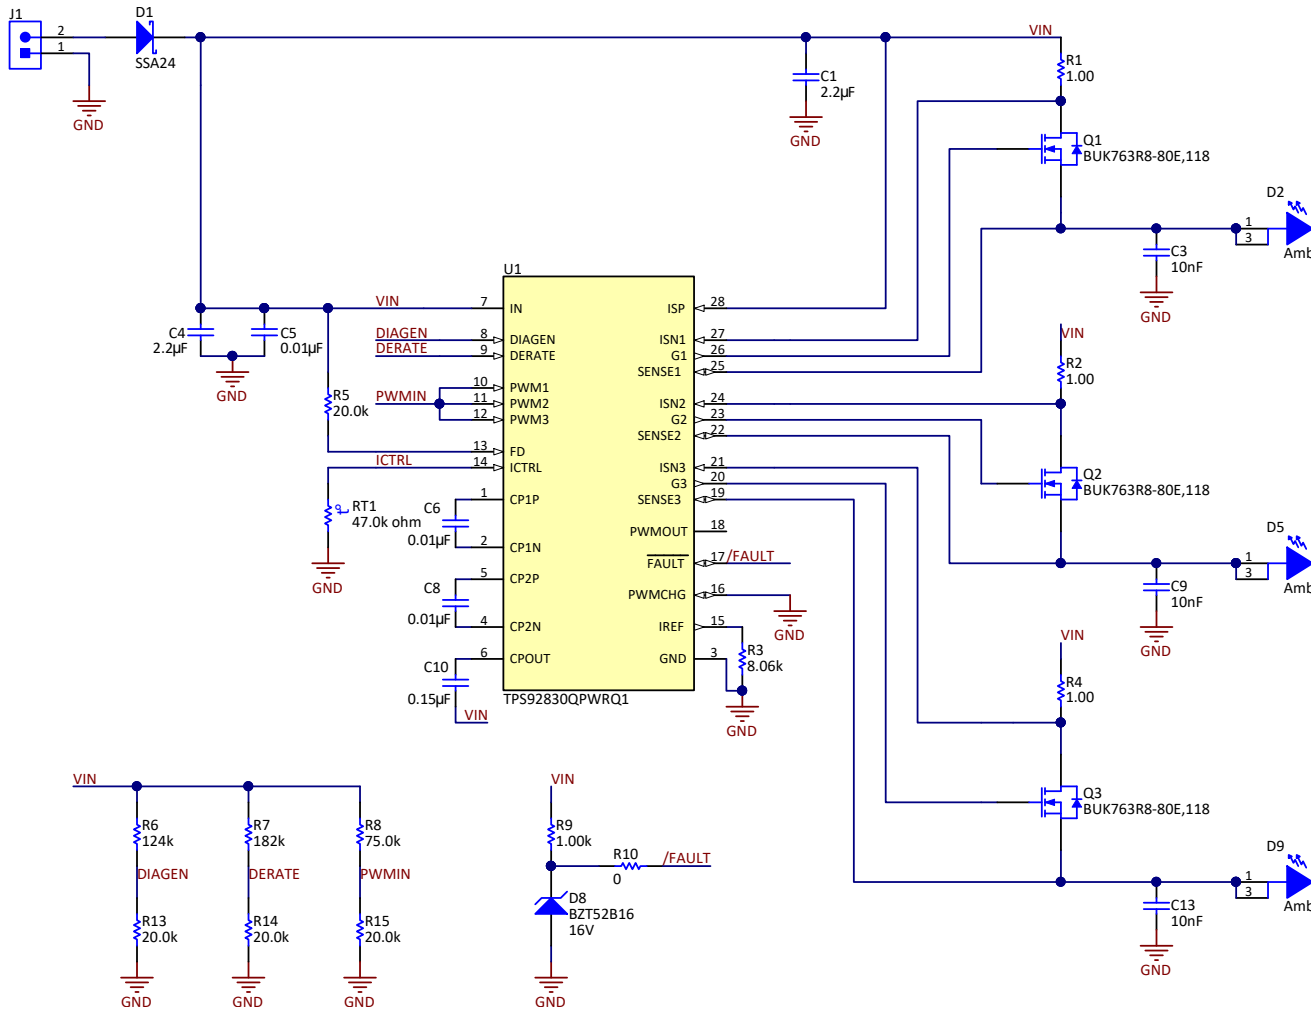 J1
2
1
GND
D1
SSA24
C1
2.2µF
GND
VIN
R1
1.00
Q1
BUK763R8-80E,118
D2
1
3
Amb
C3
10nF
GND
U1
VIN
7
IN
DIAGEN
8
DIAGEN
DERATE
9
DERATE
PWMIN
10
PWM1
11
PWM2
12
PWM3
13
FD
ICTRL
14
ICTRL
1
CP1P
2
CP1N
5
CP2P
4
CP2N
6
CPOUT
ISP
28
ISN1
27
G1
26
SENSE1
25
ISN2
24
G2
23
SENSE2
22
ISN3
21
G3
20
SENSE3
19
PWMOUT
18
FAULT
17
/FAULT
PWMCHG
16
GND
IREF
15
GND
3
TPS92830QPWRQ1
C4
2.2µF
C5
0.01µF
GND
R5
20.0k
RT1
47.0k ohm
GND
C6
0.01µF
C8
0.01µF
C10
0.15µF
VIN
R3
8.06k
GND
VIN
R2
1.00
Q2
BUK763R8-80E,118
D5
1
3
Amb
C9
10nF
GND
VIN
R4
1.00
Q3
BUK763R8-80E,118
D9
1
3
Amb
C13
10nF
GND
VIN
R6
124k
DIAGEN
R13
20.0k
GND
R7
182k
DERATE
R14
20.0k
GND
R8
75.0k
PWMIN
R15
20.0k
GND
VIN
R9
1.00k
R10
0
/FAULT
D8
BZT52B16
16V
GND